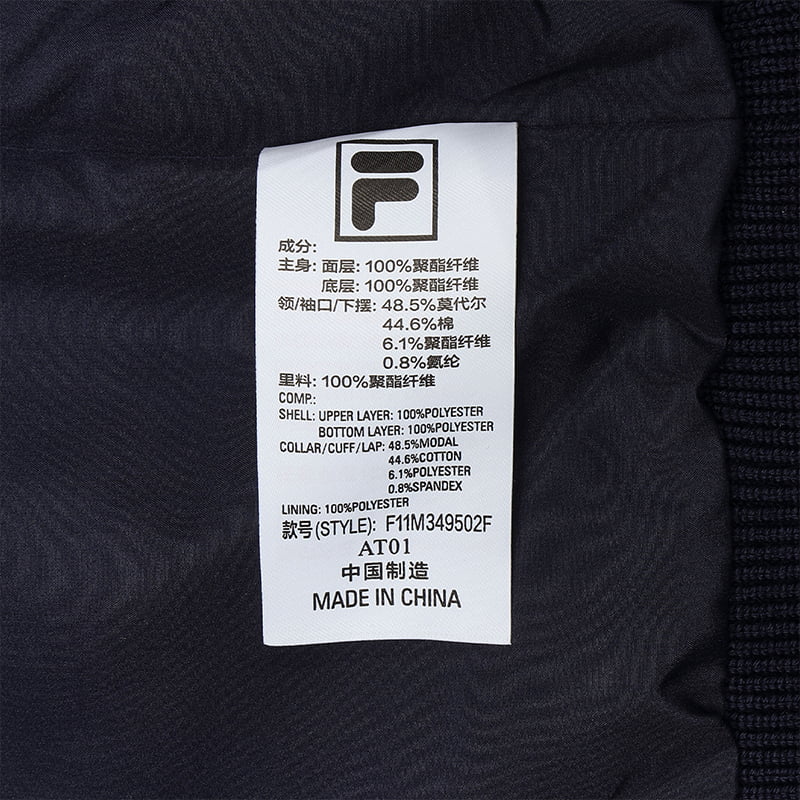 F
成分:
主身: 面层: 100%聚酯纤维
底层: 100%聚酯纤维
领/袖口/下摆: 48.5%莫代尔
44.6%棉
6.1%聚酯纤维
0.8%氨纶
里料: 100%聚酯纤维
COMP.:
SHELL: UPPER LAYER: 100%POLYESTER
BOTTOM LAYER: 100%POLYESTER
COLLAR/CUFF/LAP: 48.5%MODAL
44.6%COTTON
6.1%POLYESTER
0.8%SPANDEX
LINING: 100%POLYESTER
款号(STYLE): F11M349502F
AT01
中国制造
MADE IN CHINA